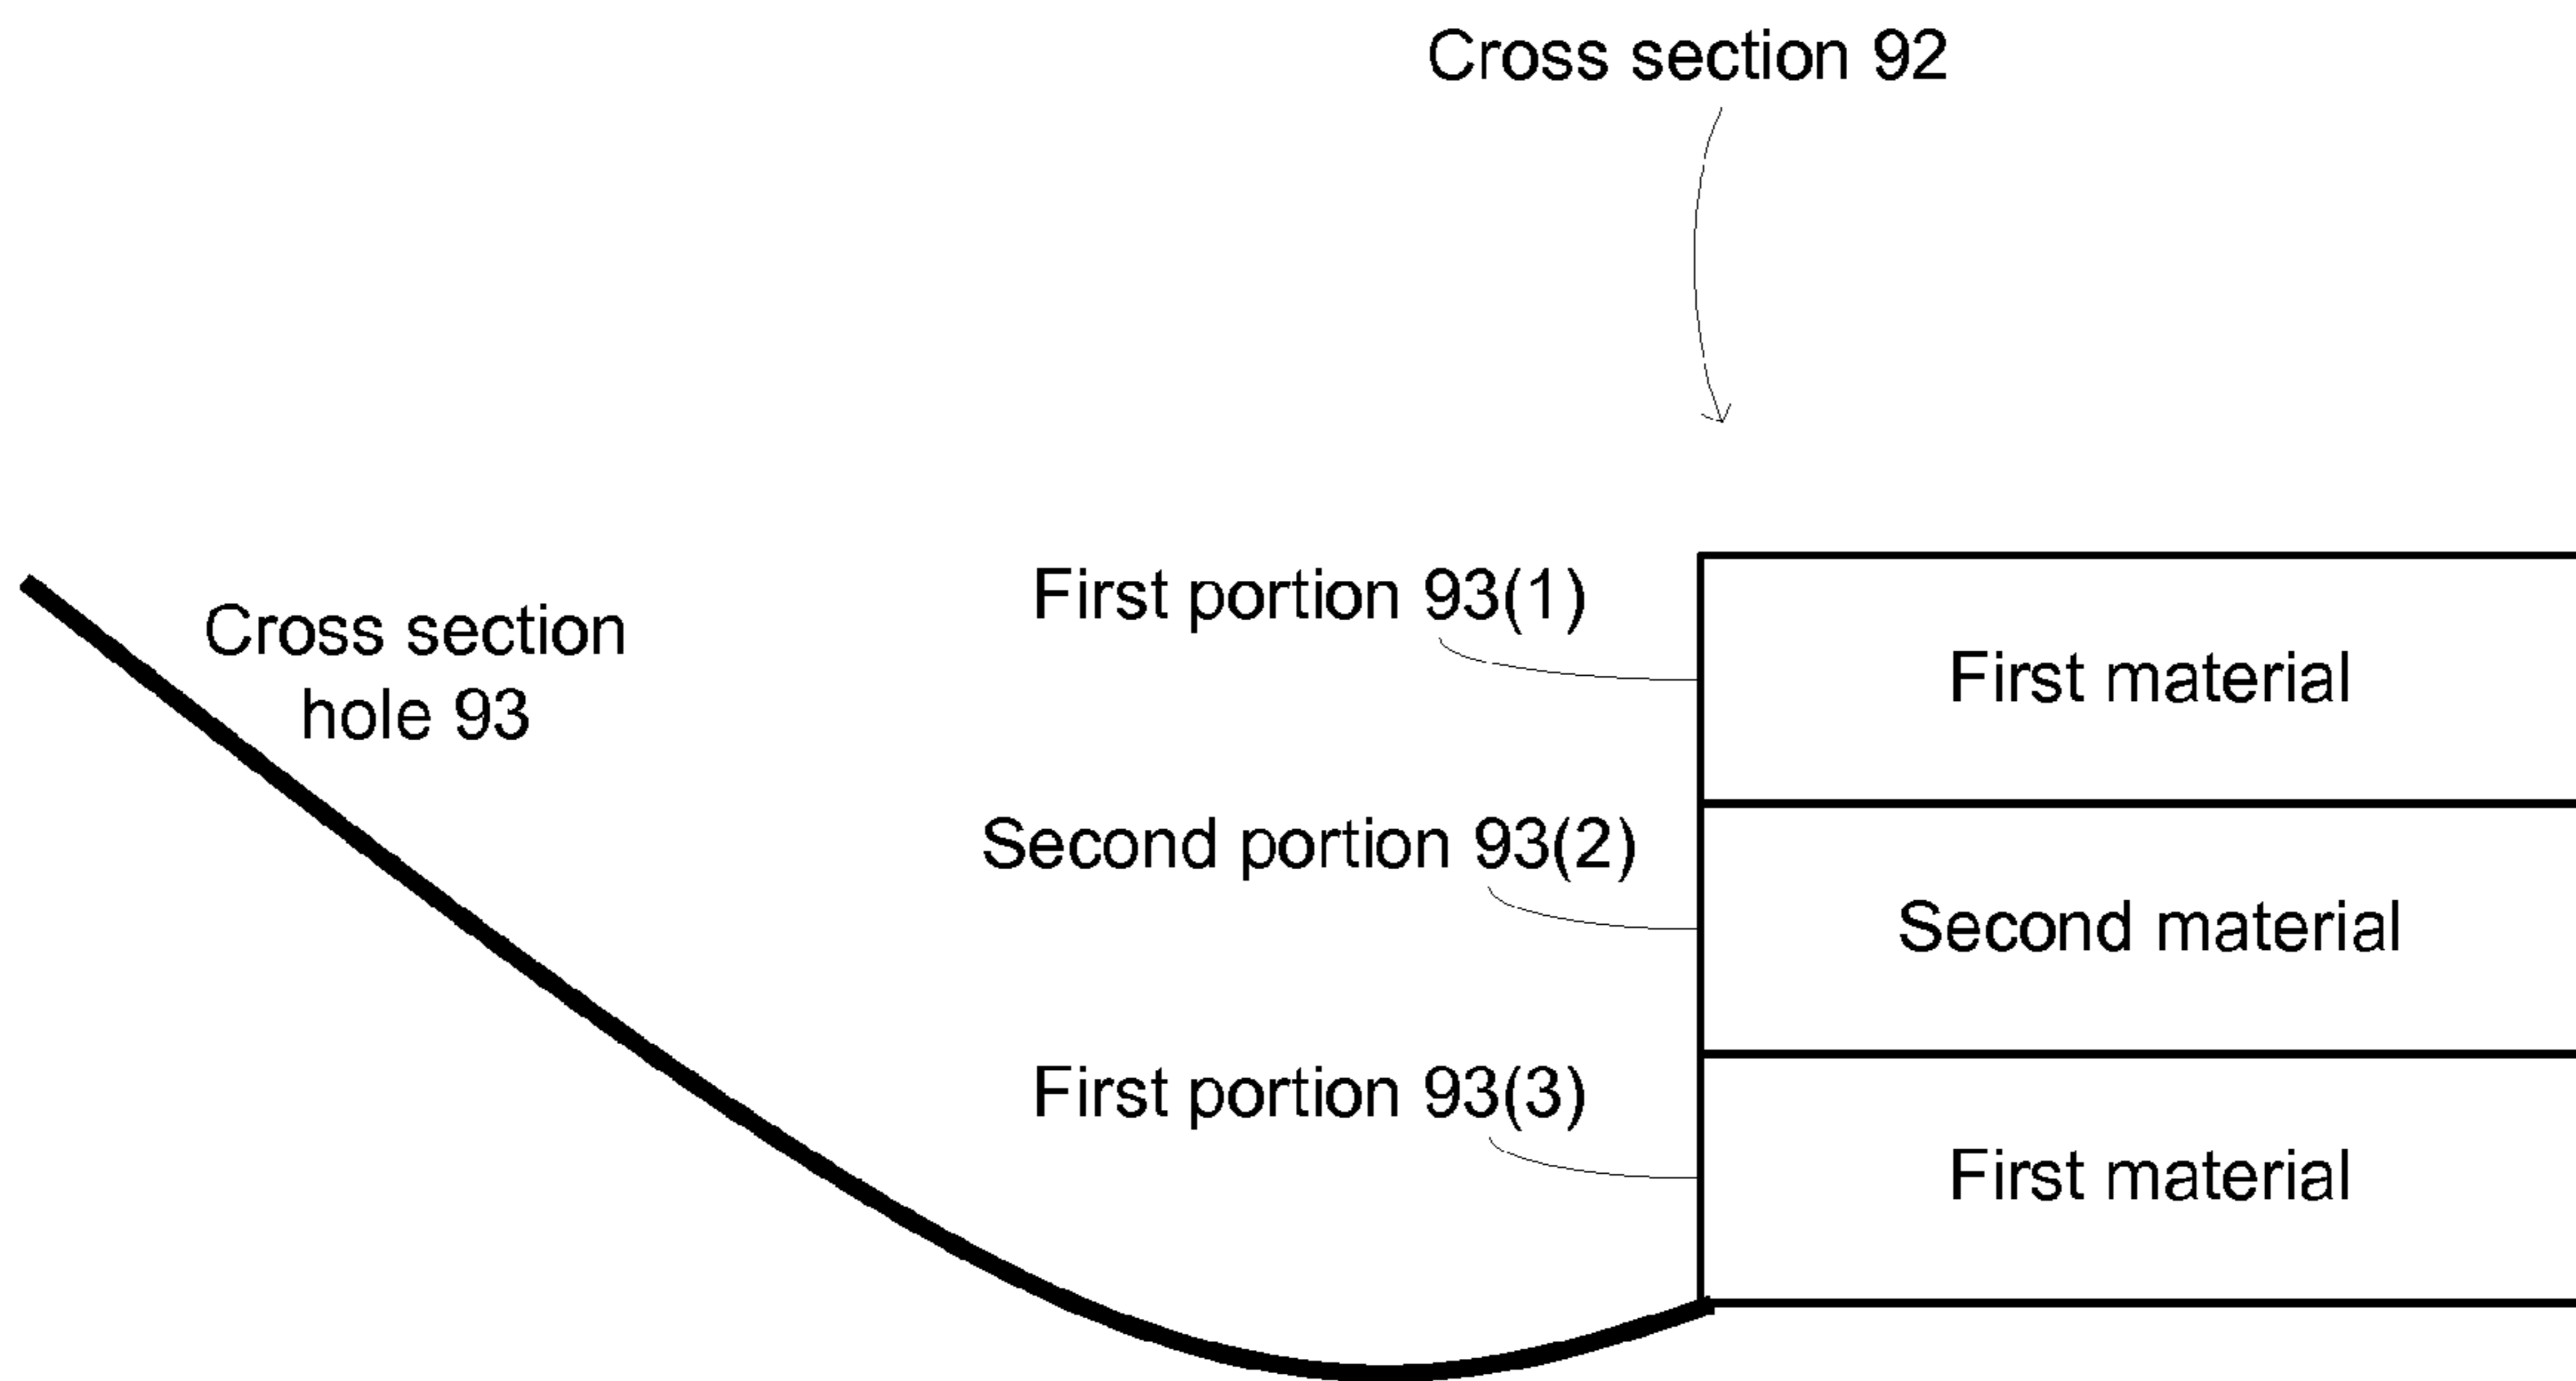 Cross section 92
First portion 93(1)
First material
Cross section
hole 93
Second portion 93(2)
Second material
First portion 93(3)
First material